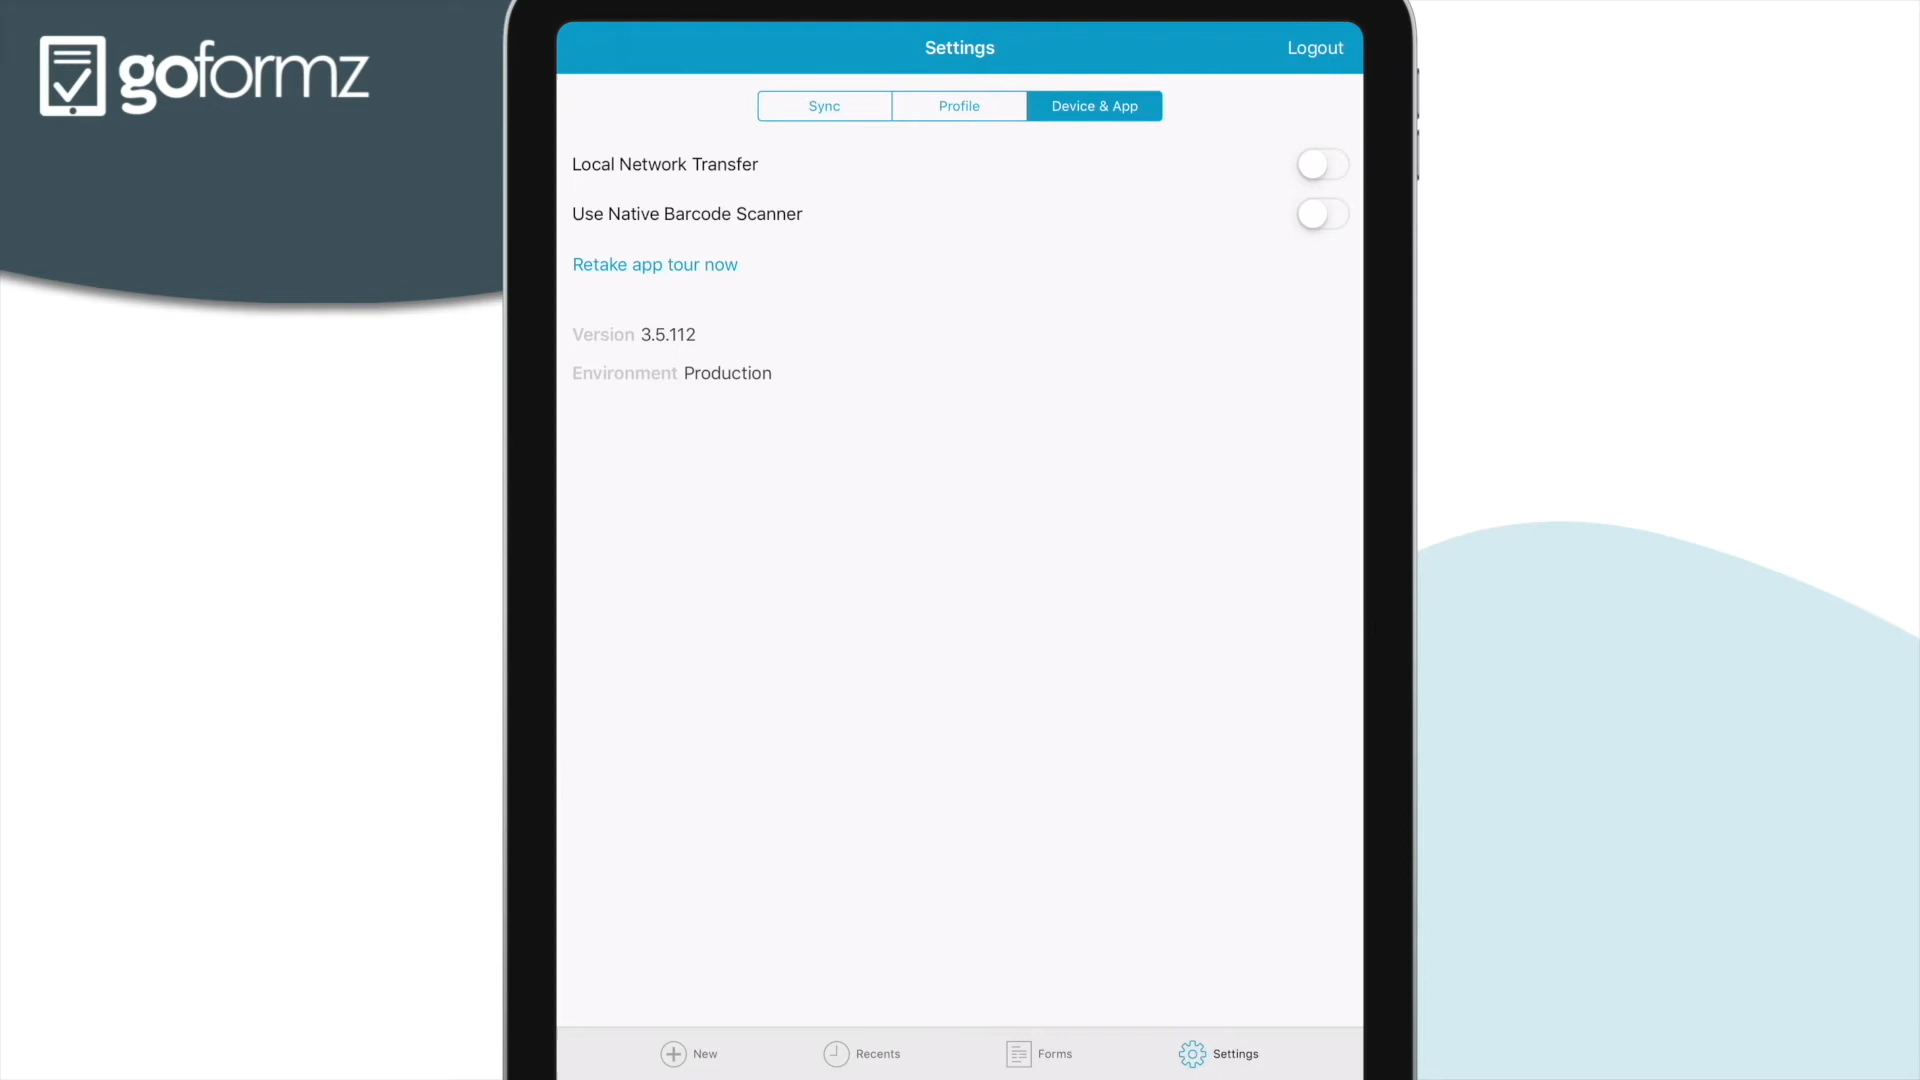 goformz
Settings
Logout
Sync
Profile
Device & App
Local Network Transfer
Use Native Barcode Scanner
Retake app tour now
Version 3.5.112
Environment Production
New
Recents
Forms
Settings